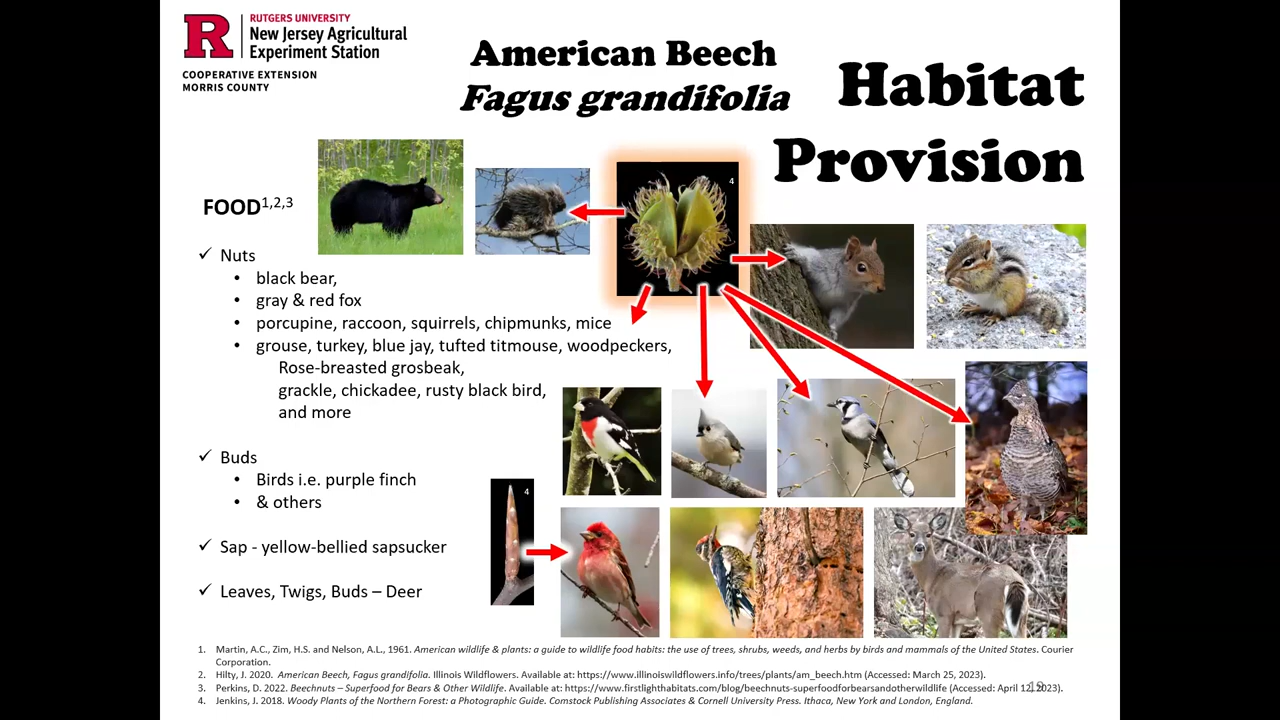 RUTGERS UNIVERSITY
New Jersey Agricultural
Experiment Station
COOPERATIVE EXTENSION
MORRIS COUNTY
American Beech
Fagus grandifolia
Habitat
Provision
4
FOOD1,2,3
✓ Nuts
• black bear,
• gray & red fox
• porcupine, raccoon, squirrels, chipmunks, mice
• grouse, turkey, blue jay, tufted titmouse, woodpeckers,
Rose-breasted grosbeak,
grackle, chickadee, rusty black bird,
and more
✓ Buds
• Birds i.e. purple finch
• & others
4
✓ Sap - yellow-bellied sapsucker
✓ Leaves, Twigs, Buds – Deer
1. Martin, A.C., Zim, H.S. and Nelson, A.L., 1961. American wildlife & plants: a guide to wildlife food habits: the use of trees, shrubs, weeds, and herbs by birds and mammals of the United States. Courier
Corporation.
2. Hilty, J. 2020. American Beech, Fagus grandifolia. Illinois Wildflowers. Available at: https://www.illinoiswildflowers.info/trees/plants/am_beech.htm (Accessed: March 25, 2023).
3. Perkins, D. 2022. Beechnuts – Superfood for Bears & Other Wildlife. Available at: https://www.firstlighthabitats.com/blog/beechnuts-superfoodforbearsandotherwildlife (Accessed: April 12, 2023).
4. Jenkins, J. 2018. Woody Plants of the Northern Forest: a Photographic Guide. Comstock Publishing Associates & Cornell University Press. Ithaca, New York and London, England.